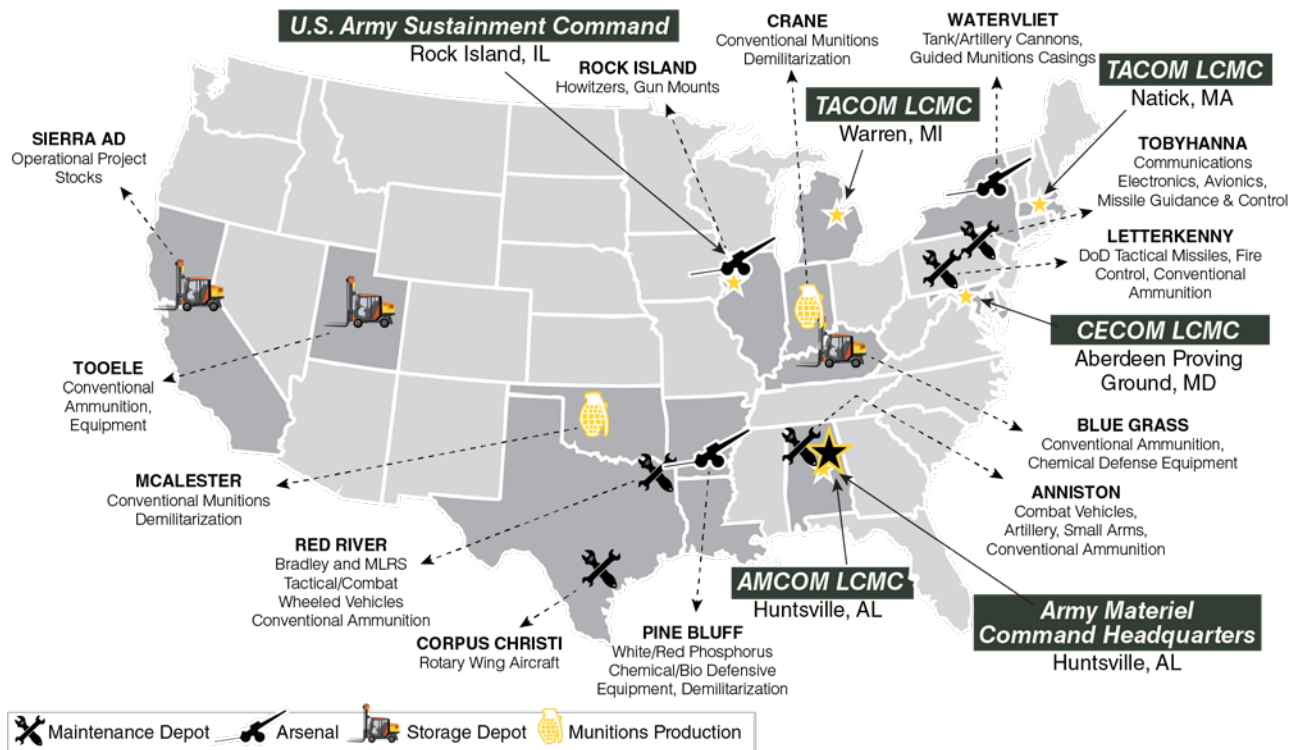 U.S. Army Sustainment Command
Rock Island, IL
ROCK ISLAND
Howitzers, Gun Mounts
CRANE
Conventional Munitions
Demilitarization
WATERVLIET
Tank/Artillery Cannons,
Guided Munitions Casings
TACOM LCMC
Natick, MA
TACOM LCMC
Warren, MI
SIERRA AD
Operational Project
Stocks
TOBYHANNA
Communications
Electronics, Avionics,
Missile Guidance & Control
LETTERKENNY
DoD Tactical Missiles, Fire
Control, Conventional
Ammunition
CECOM LCMC
Aberdeen Proving
Ground, MD
TOOELE
Conventional
Ammunition,
Equipment
BLUE GRASS
Conventional Ammunition,
Chemical Defense Equipment
MCALESTER
Conventional Munitions
Demilitarization
ANNISTON
Combat Vehicles,
Artillery, Small Arms,
Conventional Ammunition
RED RIVER
Bradley and MLRS
Tactical/Combat
Wheeled Vehicles
Conventional Ammunition
AMCOM LCMC
Huntsville, AL
Army Materiel
Command Headquarters
Huntsville, AL
CORPUS CHRISTI
Rotary Wing Aircraft
PINE BLUFF
White/Red Phosphorus
Chemical/Bio Defensive
Equipment, Demilitarization
Maintenance Depot
Arsenal
Storage Depot
Munitions Production